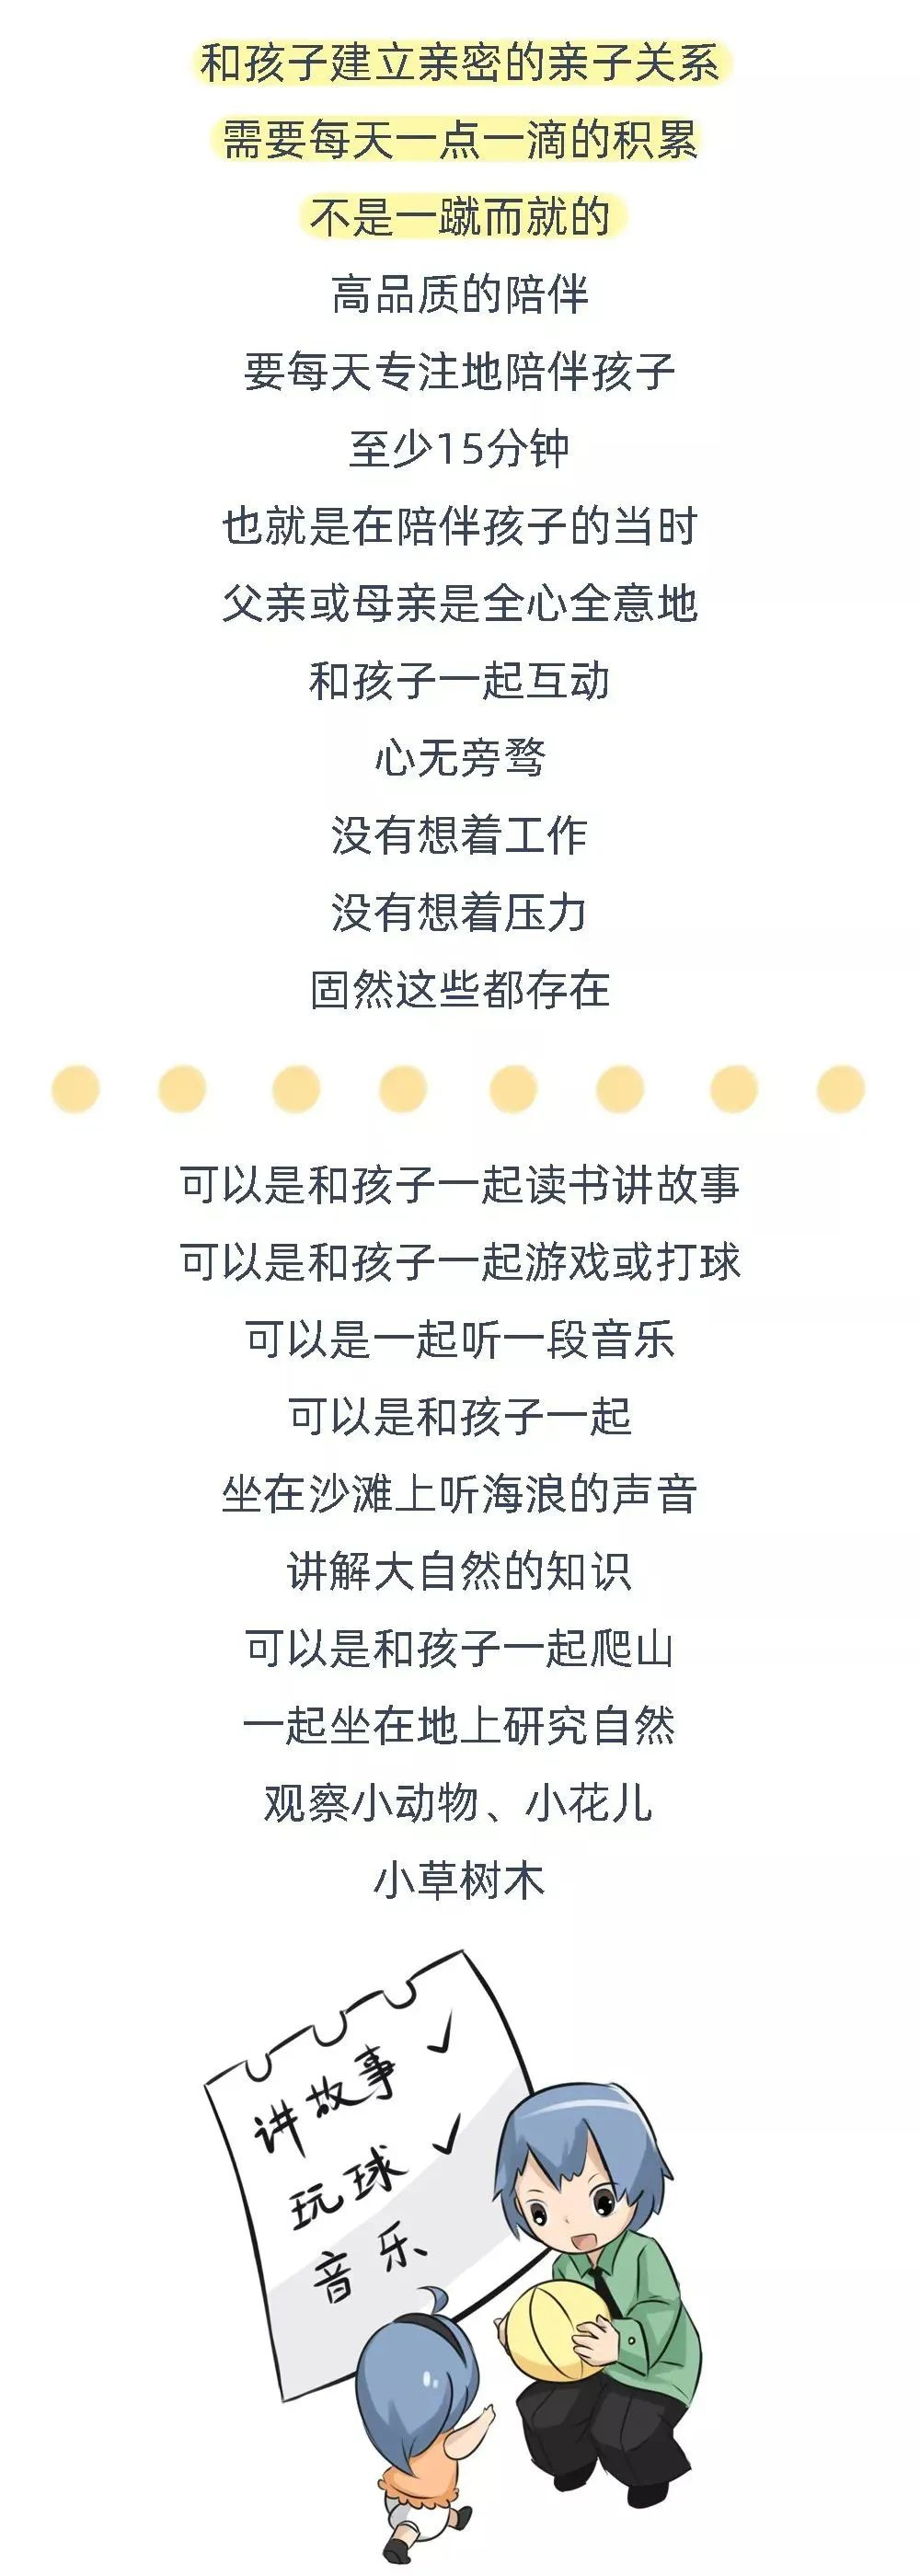 和孩子建立亲密的亲子关系
需要每天一点一滴的积累
不是一蹴而就的
高品质的陪伴
要每天专注地陪伴孩子
至少15分钟
也就是在陪伴孩子的当时
父亲或母亲是全心全意地
和孩子一起互动
心无旁骛
没有想着工作
没有想着压力
固然这些都存在
可以是和孩子一起读书讲故事
可以是和孩子一起游戏或打球
可以是一起听一段音乐
可以是和孩子一起
坐在沙滩上听海浪的声音
讲解大自然的知识
可以是和孩子一起爬山
一起坐在地上研究自然
观察小动物、小花儿
小草树木
讲故事 ✓
玩球 ✓
音乐